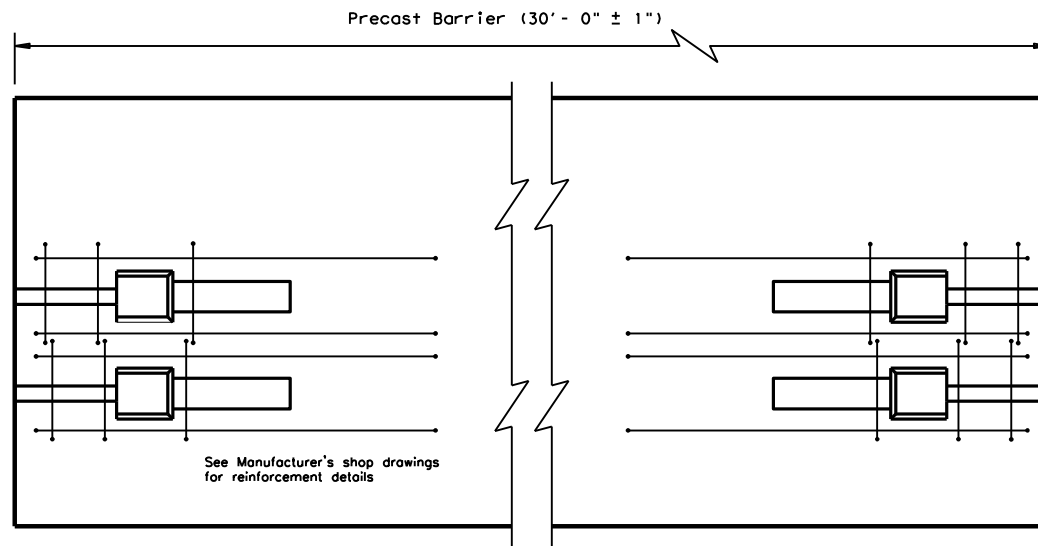 Precast Barrier (30'- 0" ± 1")
See Manufacturer's shop drawings
for reinforcement details